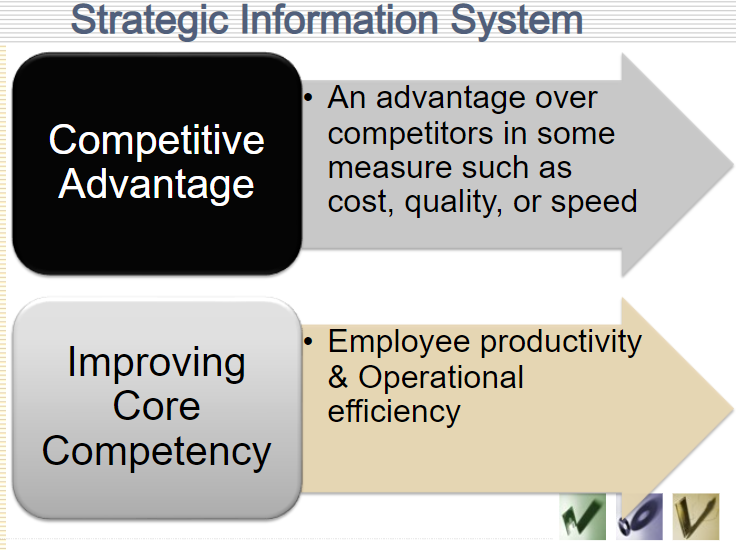 Strategic Information System
Competitive
Advantage
• An advantage over
competitors in some
measure such as
cost, quality, or speed
Improving
Core
Competency
• Employee productivity
& Operational
efficiency